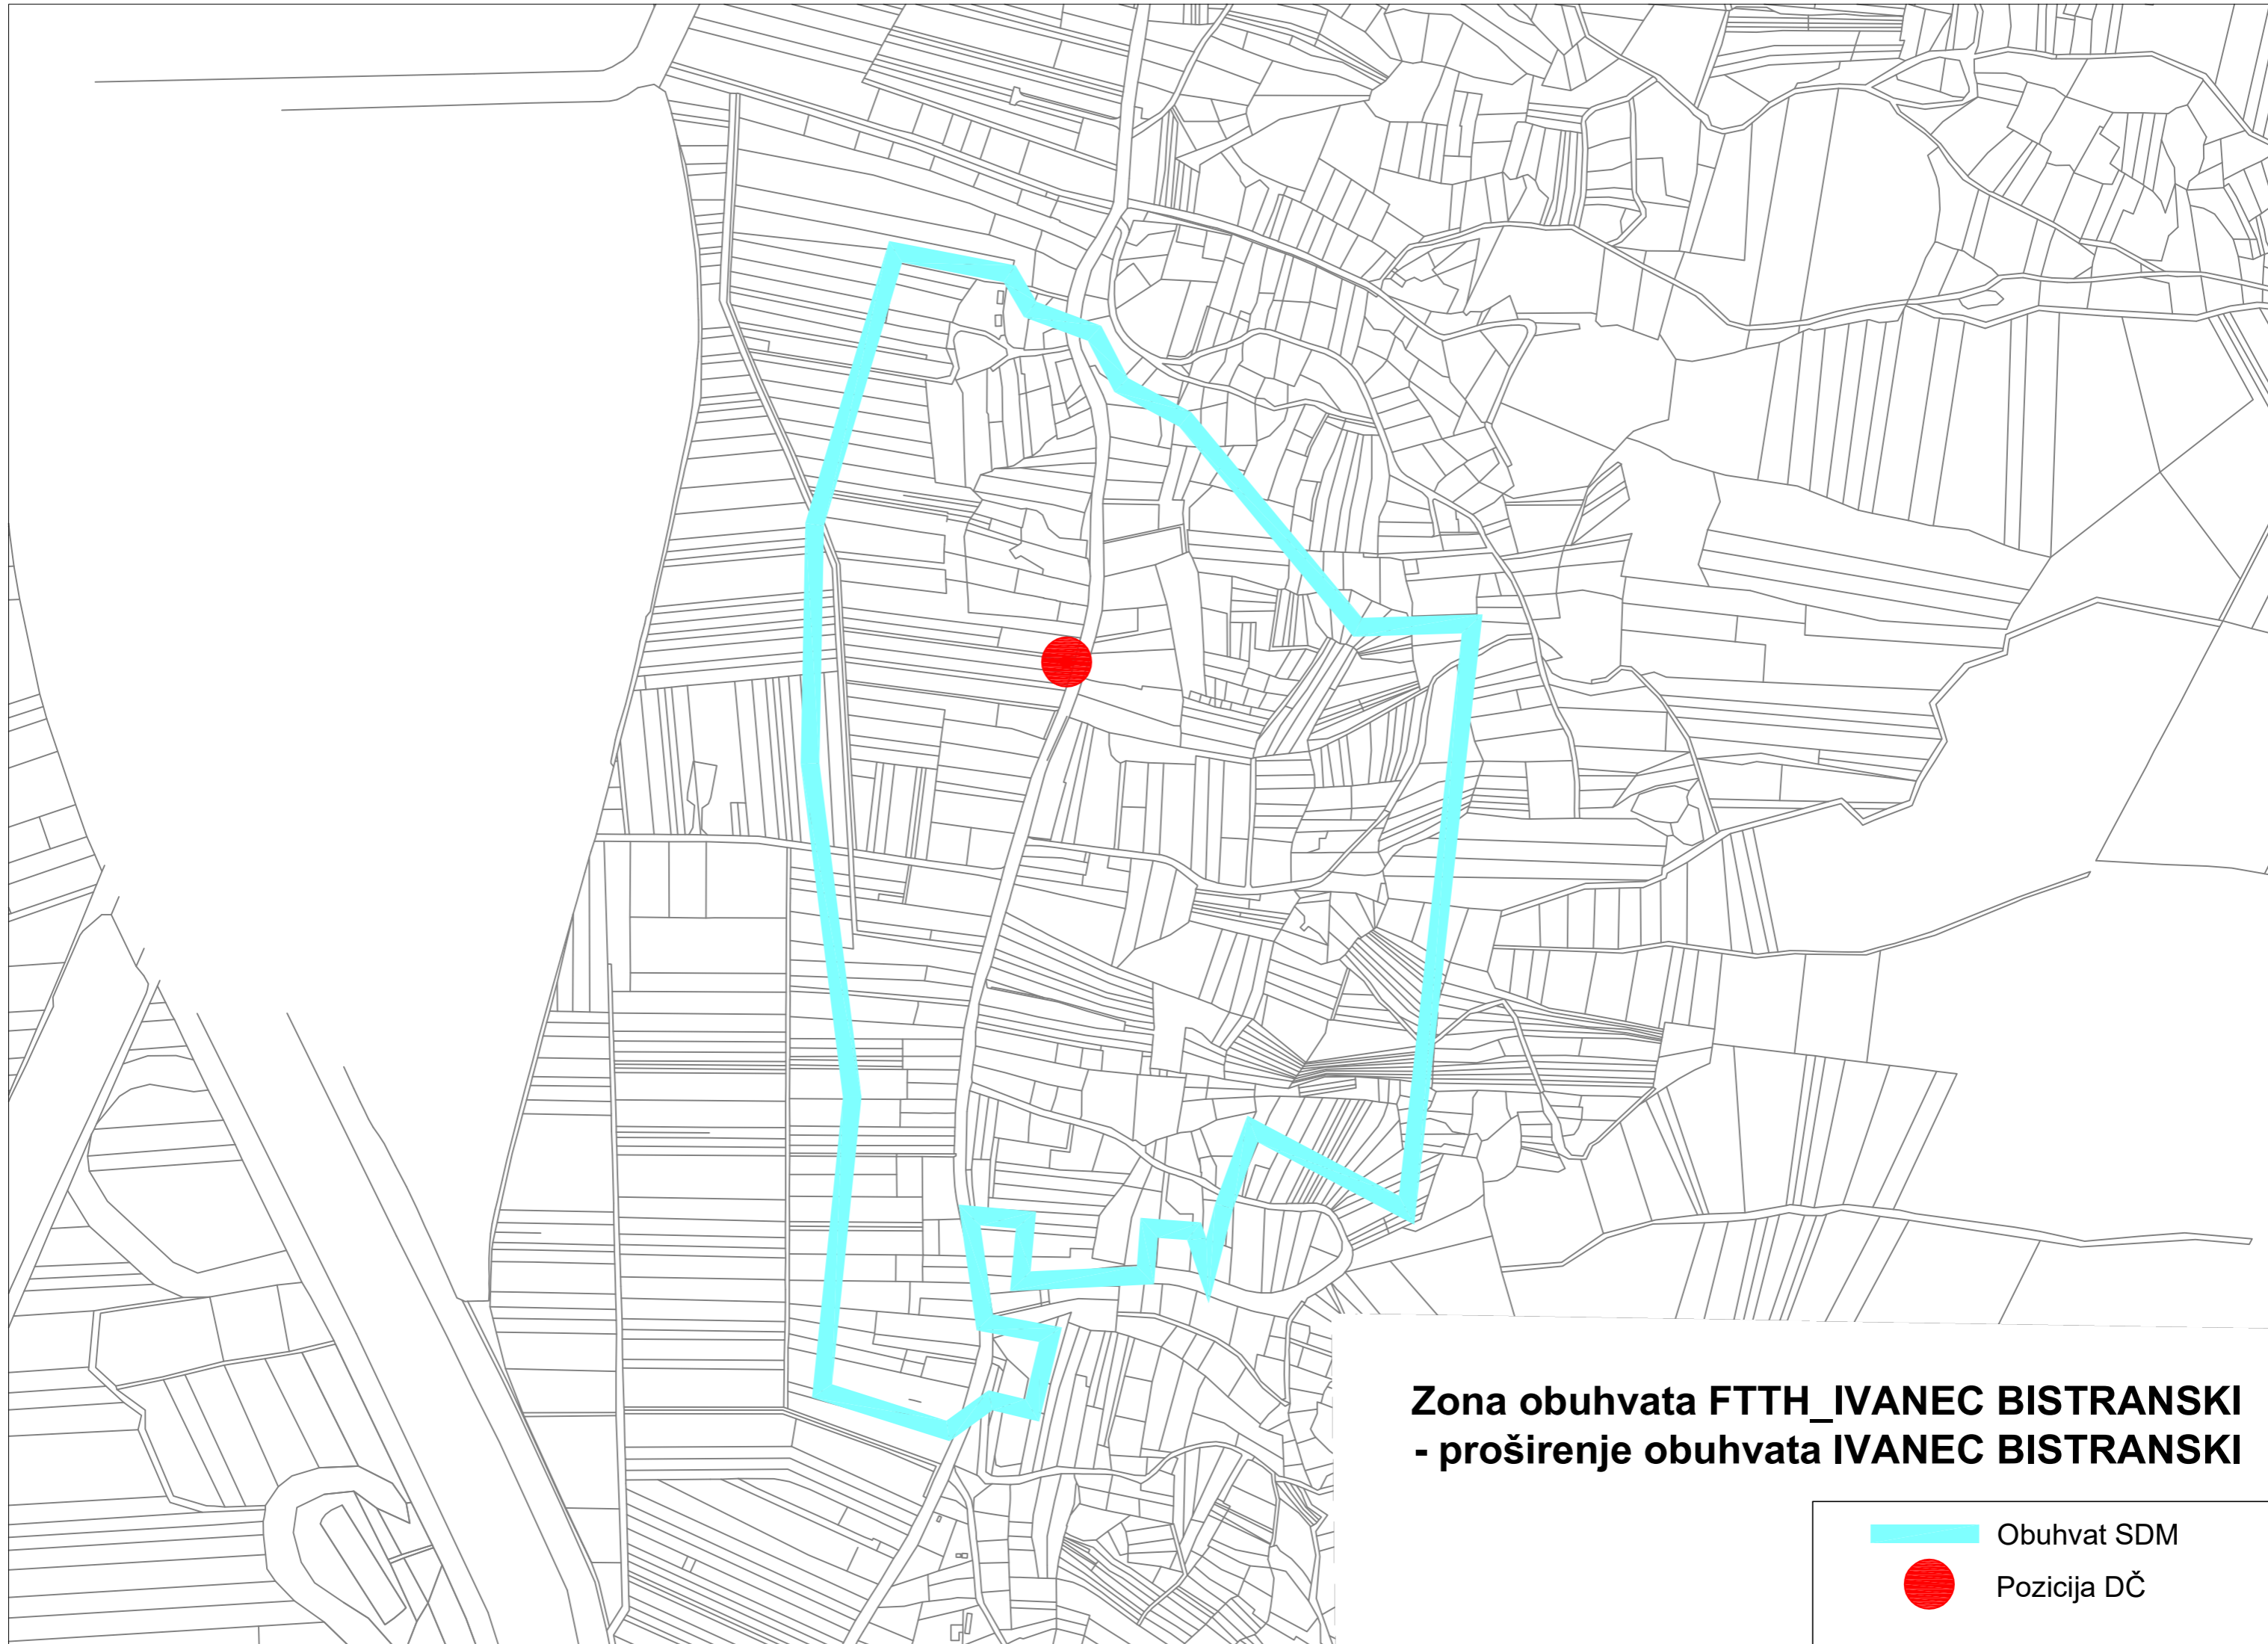 Zona obuhvata FTTH_IVANEC BISTRANSKI
- proširenje obuhvata IVANEC BISTRANSKI
Obuhvat SDM
Pozicija DČ